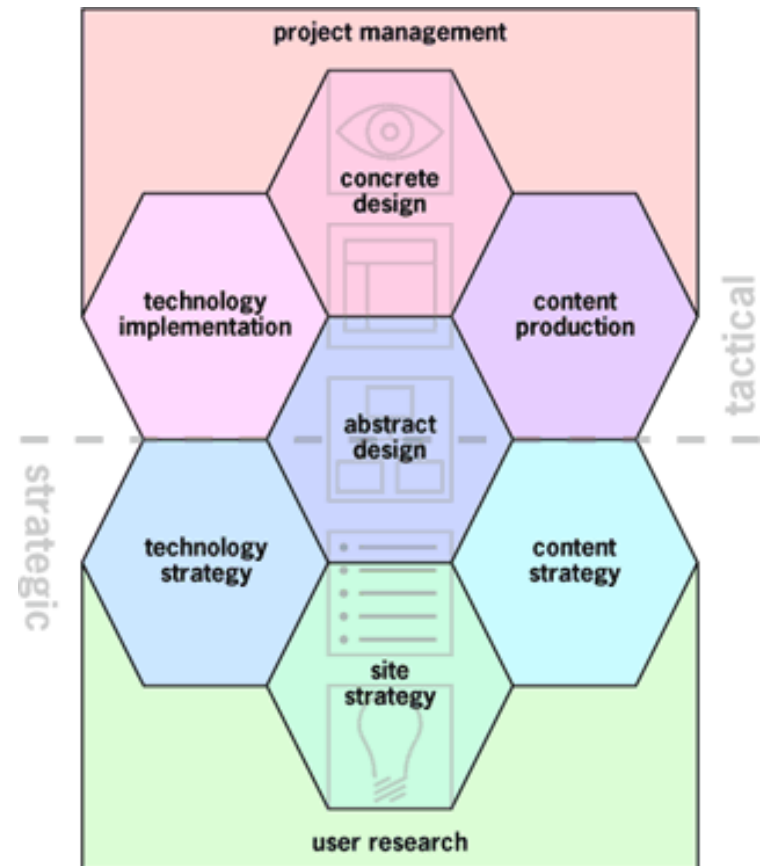 project management
concrete
design
technology
implementation
content
production
tactical
abstract
design
strategic
technology
strategy
content
strategy
site
strategy
user research